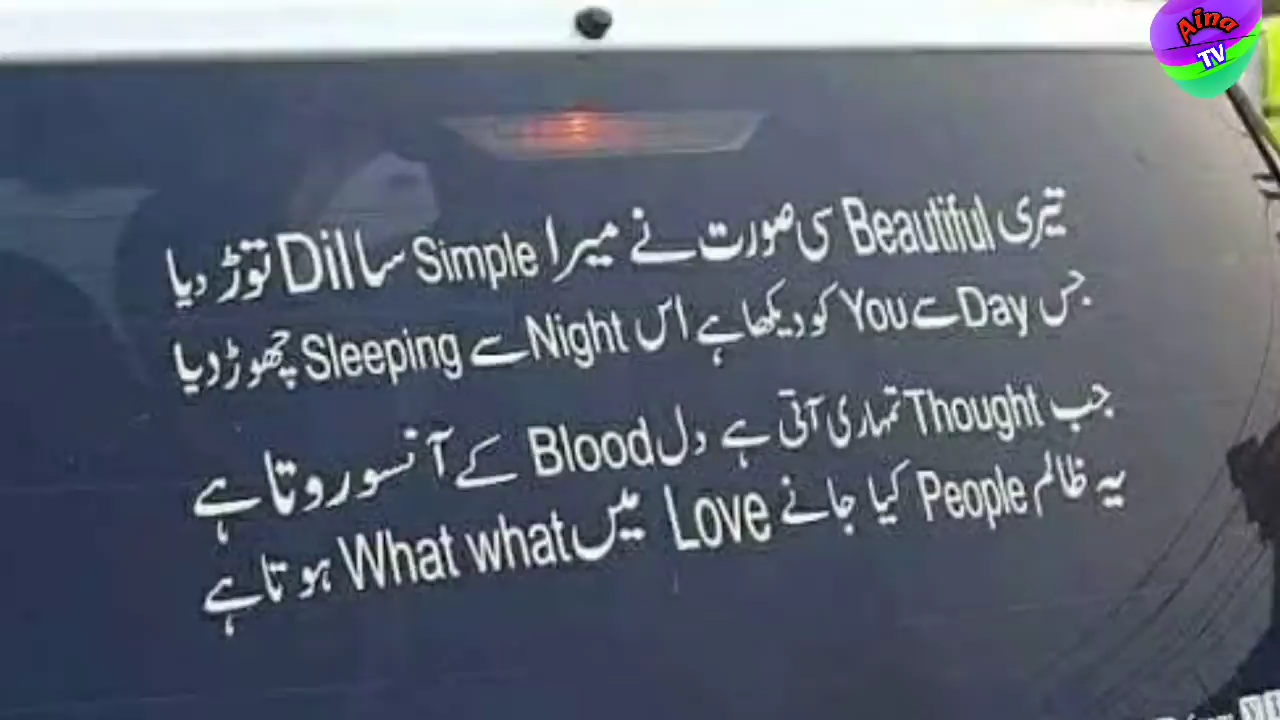 Aina
TV
تیری Beautiful سی صورت نے میرا Simple سا Dil توڑ دیا
جس Day سے You کو دیکھا ہے اس Night سے Sleeping چھوڑ دیا
جب Thought تمہاری آتی ہے دل Blood کے آنسو روتا ہے
یہ ظالم People کیا جانے Love میں What what ہوتا ہے